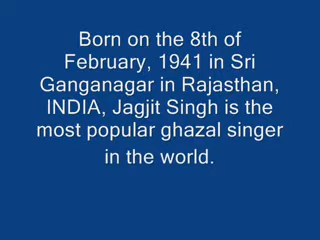 Born on the 8th of
February, 1941 in Sri
Ganganagar in Rajasthan,
INDIA, Jagjit Singh is the
most popular ghazal singer
in the world.